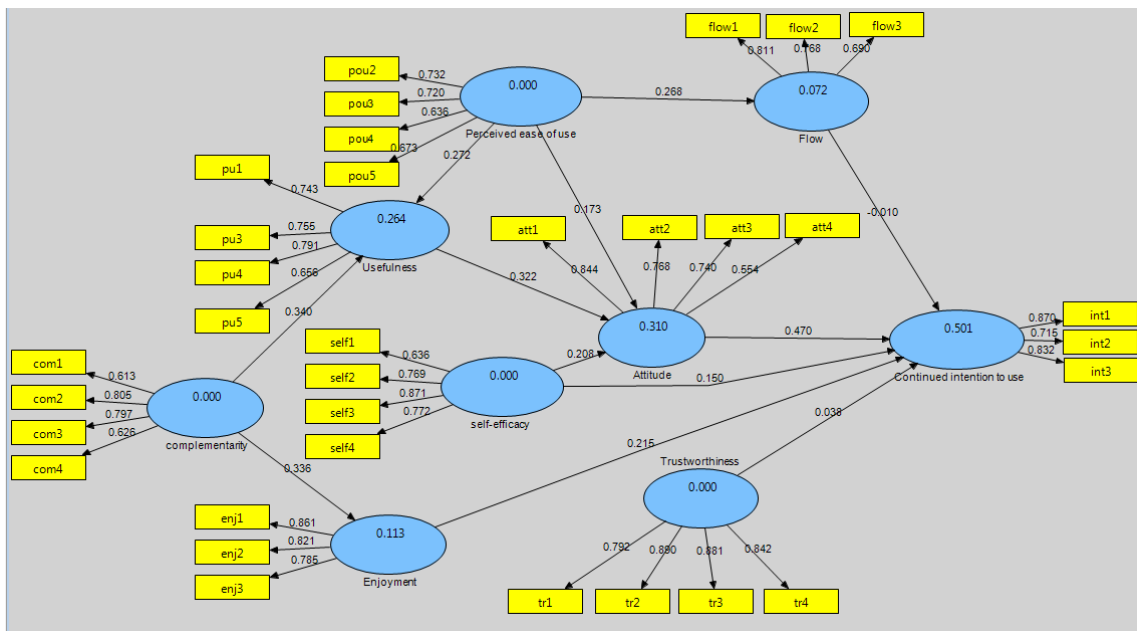 flow1
flow2
flow3
0.811
0.768
0.690
pou2
pou3
pou4
pou5
0.732
0.720
0.636
0.673
0.000
Perceived ease of use
0.268
0.072
Flow
0.272
0.173
-0.010
pu1
pu3
pu4
pu5
0.743
0.755
0.791
0.656
0.264
Usefulness
0.340
0.322
att1
att2
att3
att4
0.844
0.768
0.740
0.554
0.310
Attitude
0.470
0.501
Continued intention to use
0.870
0.715
0.832
int1
int2
int3
self1
self2
self3
self4
0.636
0.769
0.871
0.772
0.000
self-efficacy
0.208
0.150
com1
com2
com3
com4
0.613
0.805
0.797
0.626
0.000
complementarity
0.336
0.215
0.038
Trustworthiness
0.000
0.792
0.881
0.842
tr1
tr2
tr3
tr4
enj1
enj2
enj3
0.861
0.821
0.785
0.113
Enjoyment